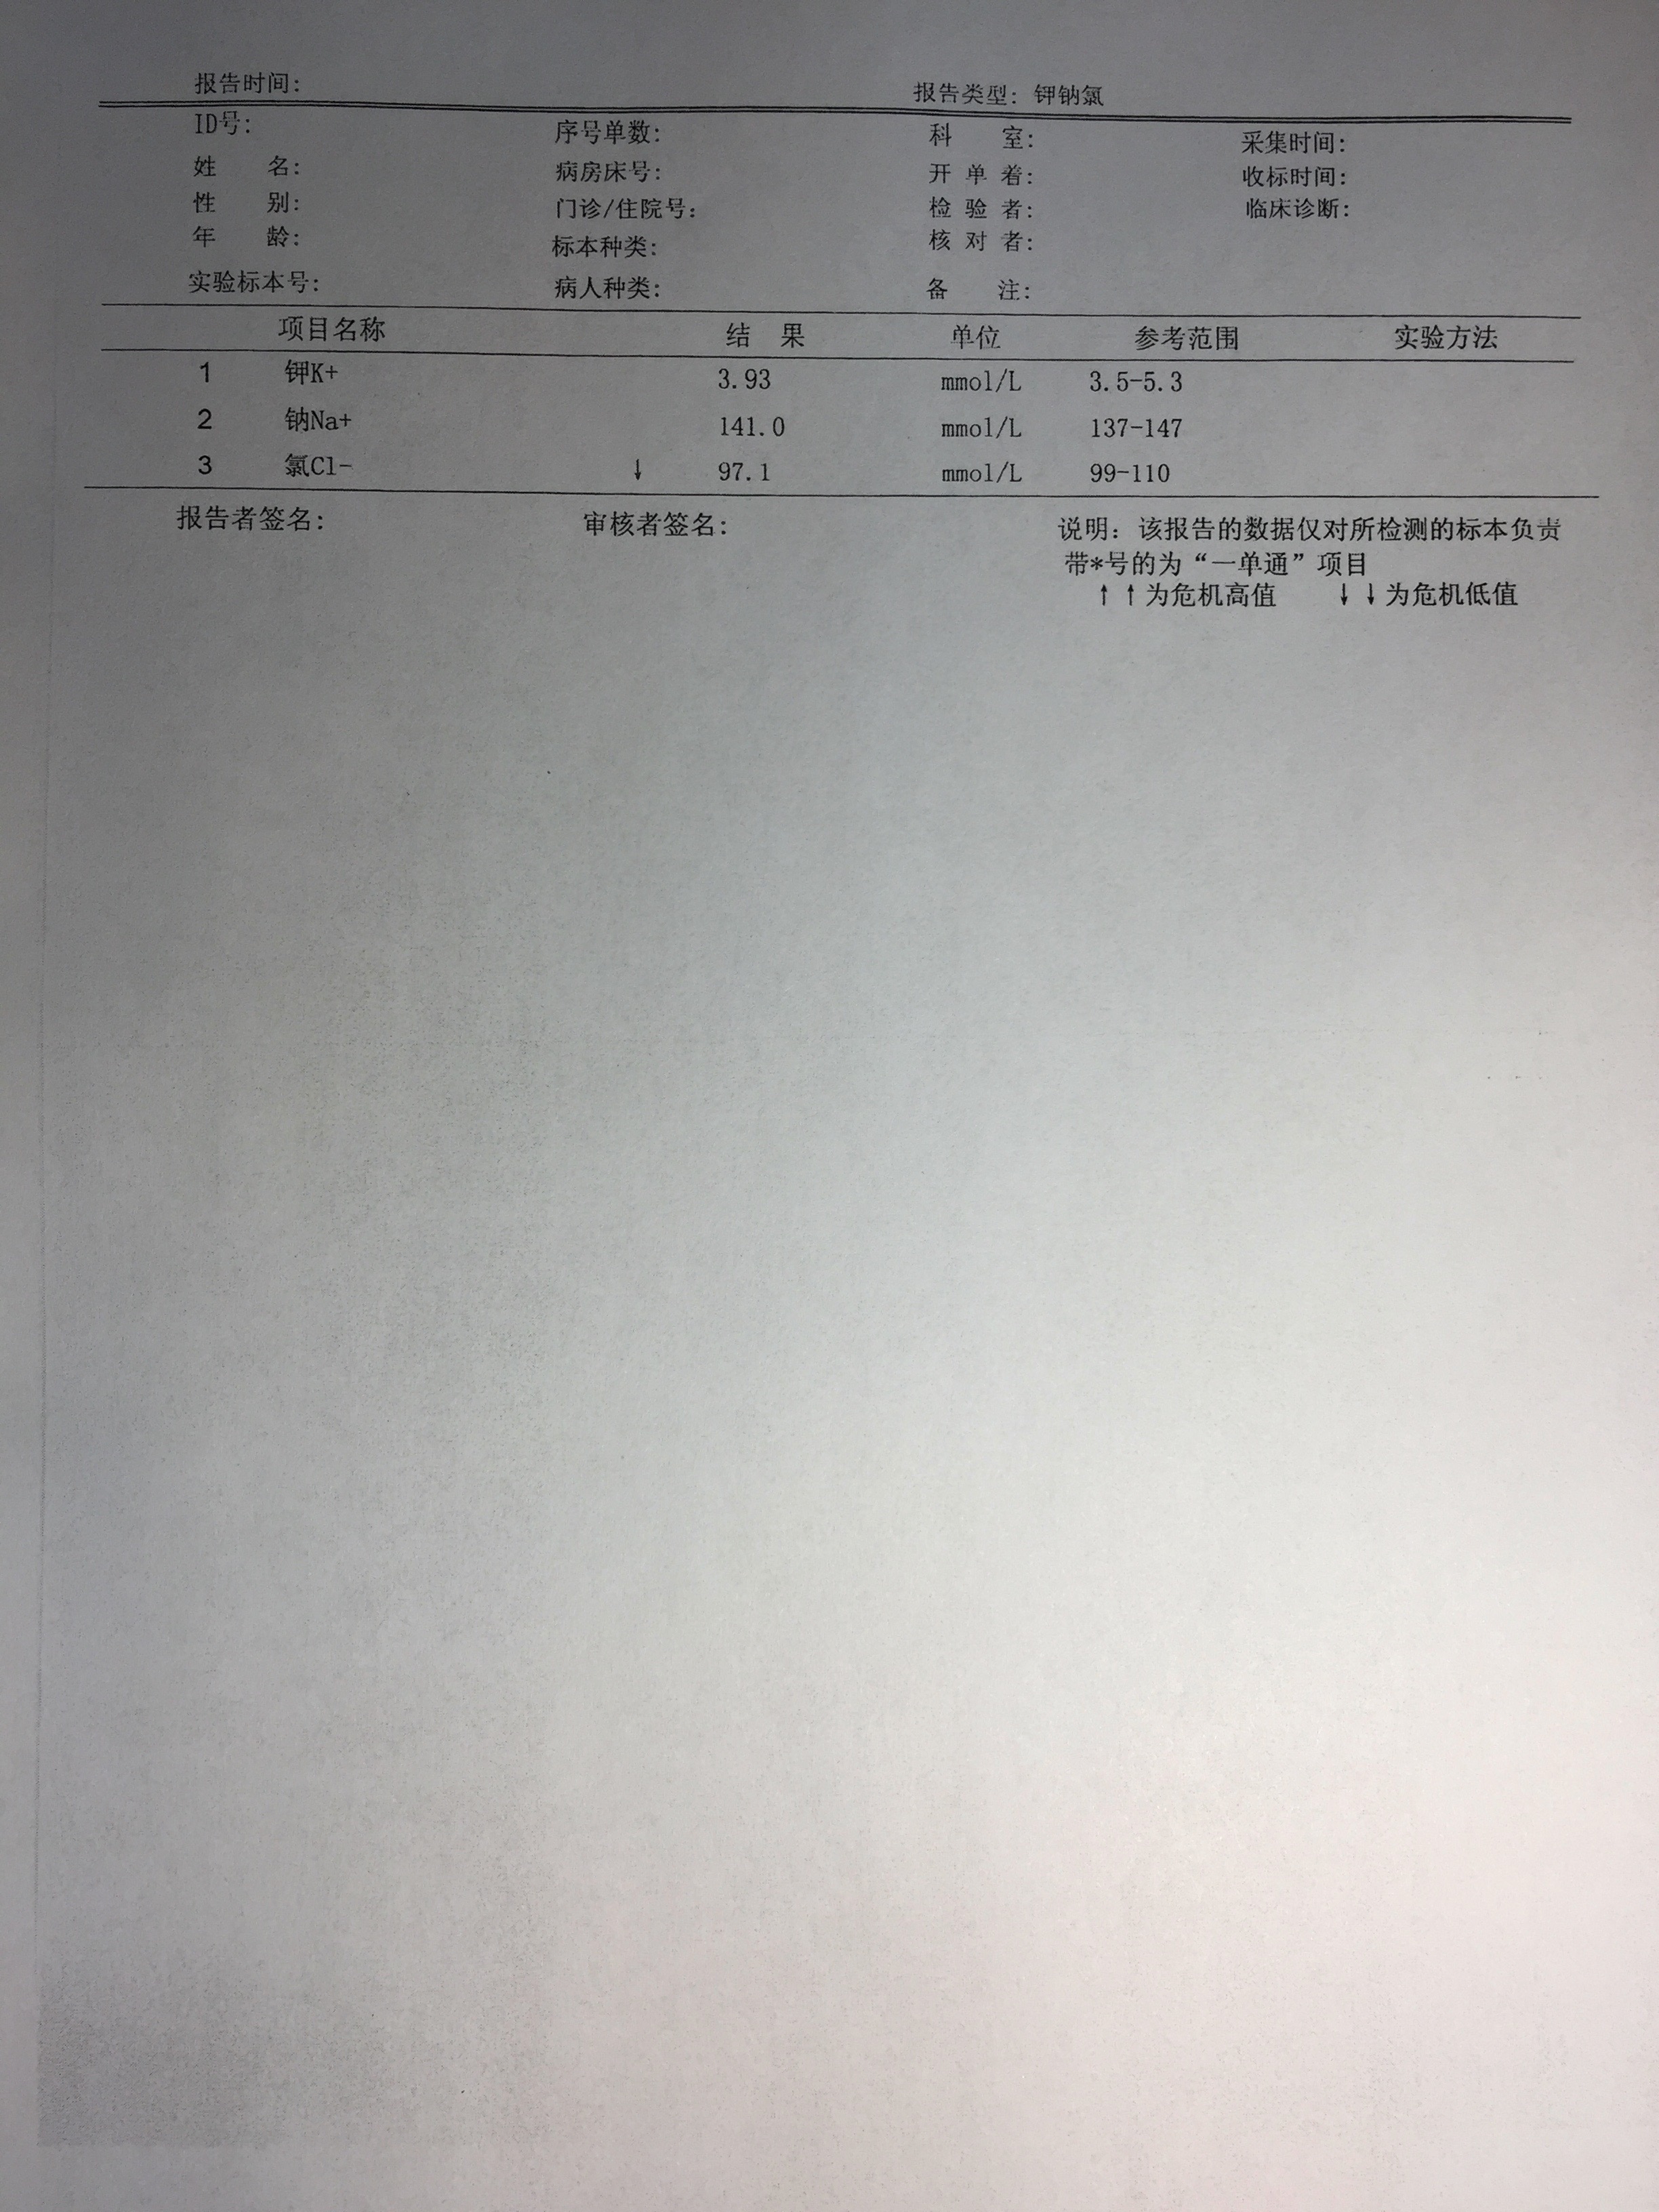 报告时间: 报告类型: 钾钠氯
ID号: 序号单数: 科 室: 采集时间:
姓 名: 病房床号: 开 单 着: 收标时间:
性 别: 门诊/住院号: 检 验 者: 临床诊断:
年 龄: 标本种类: 核 对 者:
实验标本号: 病人种类: 备 注:
项目名称 结 果 单位 参考范围 实验方法
1 钾K+ 3.93 mmol/L 3.5-5.3
2 钠Na+ 141.0 mmol/L 137-147
3 氯Cl- ↓ 97.1 mmol/L 99-110
报告者签名: 审核者签名: 说明: 该报告的数据仅对所检测的标本负责
带*号的为“一单通”项目
↑↑为危机高值 ↓↓为危机低值